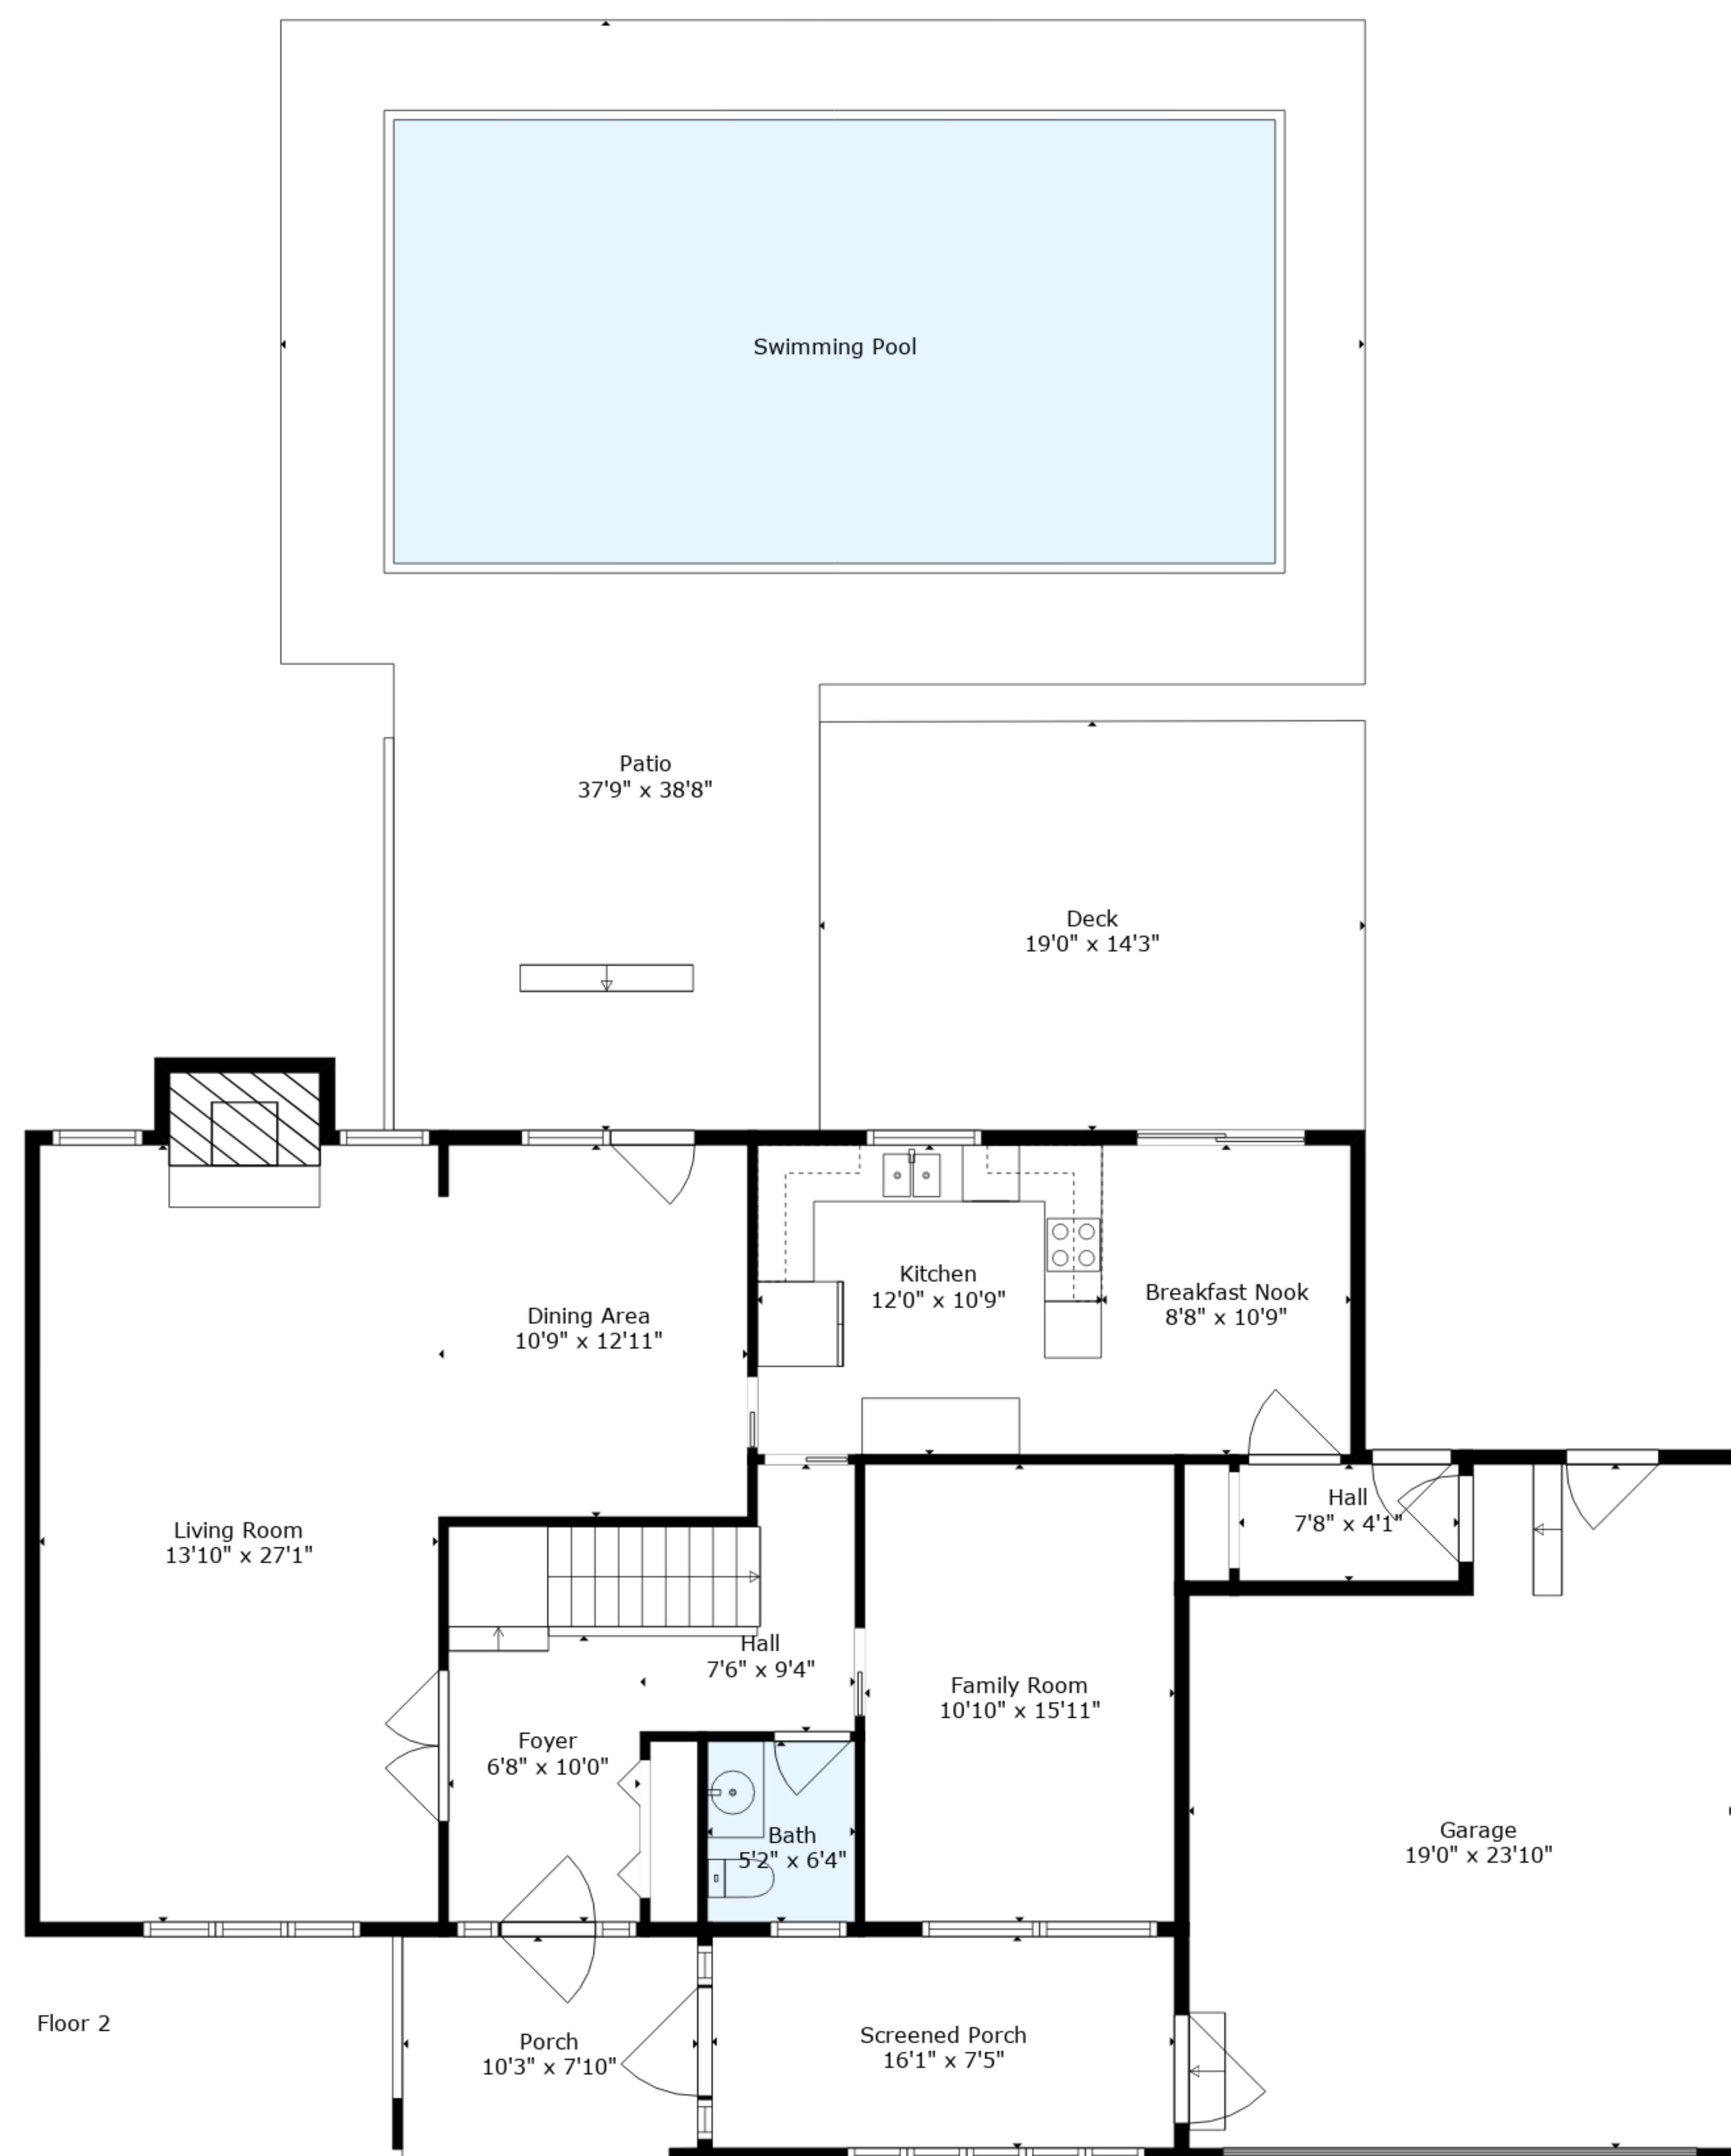 Swimming Pool
Patio
37'9" x 38'8"
Deck
19'0" x 14'3"
Kitchen
12'0" x 10'9"
Breakfast Nook
8'8" x 10'9"
Dining Area
10'9" x 12'11"
Hall
7'8" x 4'1"
Living Room
13'10" x 27'1"
Hall
7'6" x 9'4"
Family Room
10'10" x 15'11"
Foyer
6'8" x 10'0"
Bath
5'2" x 6'4"
Garage
19'0" x 23'10"
Floor 2
Porch
10'3" x 7'10"
Screened Porch
16'1" x 7'5"